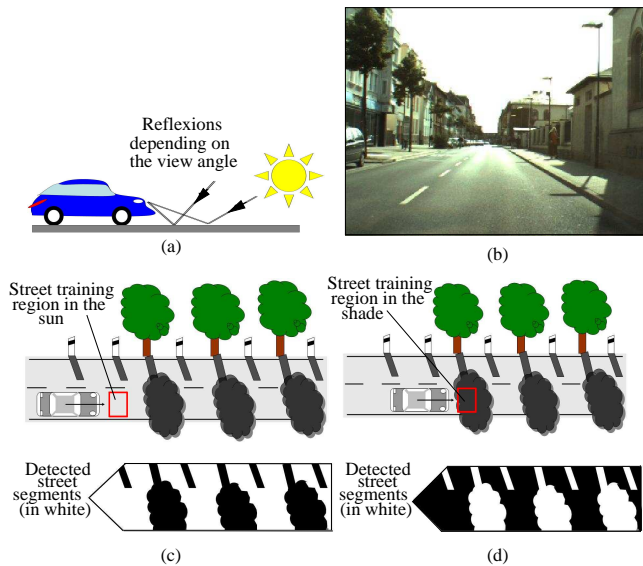 Reflexions
depending on
the view angle
(a)
(b)
Street training
region in the
sun
Detected
street
segments
(in white)
(c)
Street training
region in the
shade
Detected
street
segments
(in white)
(d)